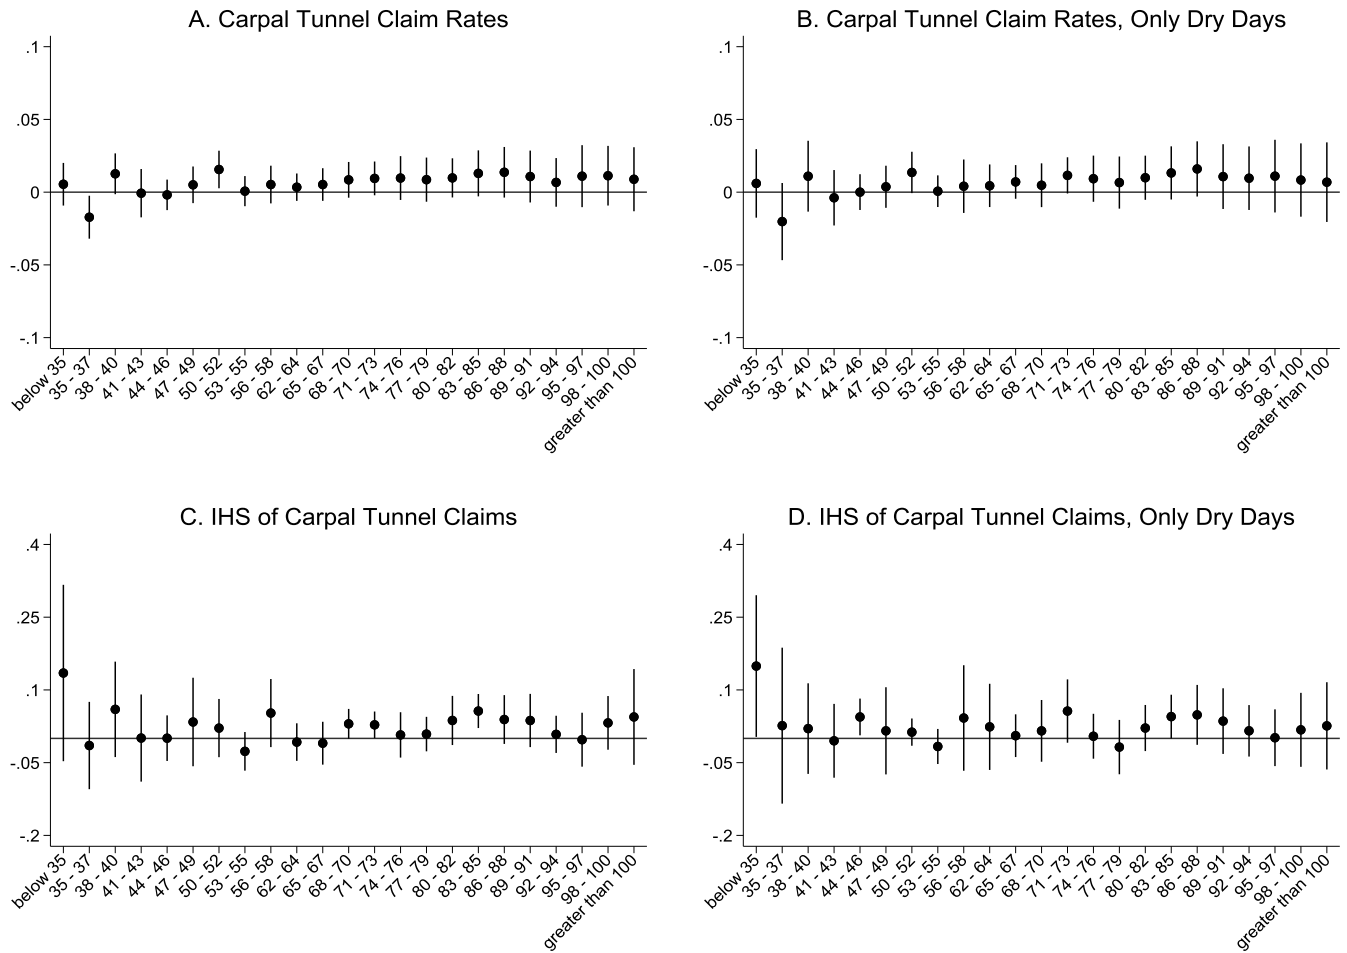 A. Carpal Tunnel Claim Rates
.1
.05
0
-.05
-.1
below 35
35 - 37
38 - 40
41 - 43
44 - 46
47 - 49
50 - 52
53 - 55
56 - 58
62 - 64
65 - 67
68 - 70
71 - 73
74 - 76
77 - 79
80 - 82
83 - 85
86 - 88
89 - 91
92 - 94
95 - 97
98 - 100
greater than 100
B. Carpal Tunnel Claim Rates, Only Dry Days
.1
.05
0
-.05
-.1
below 35
35 - 37
38 - 40
41 - 43
44 - 46
47 - 49
50 - 52
53 - 55
56 - 58
62 - 64
65 - 67
68 - 70
71 - 73
74 - 76
77 - 79
80 - 82
83 - 85
86 - 88
89 - 91
92 - 94
95 - 97
98 - 100
greater than 100
C. IHS of Carpal Tunnel Claims
.4
.25
.1
-.05
-.2
below 35
35 - 37
38 - 40
41 - 43
44 - 46
47 - 49
50 - 52
53 - 55
56 - 58
62 - 64
65 - 67
68 - 70
71 - 73
74 - 76
77 - 79
80 - 82
83 - 85
86 - 88
89 - 91
92 - 94
95 - 97
98 - 100
greater than 100
D. IHS of Carpal Tunnel Claims, Only Dry Days
.4
.25
.1
-.05
-.2
below 35
35 - 37
38 - 40
41 - 43
44 - 46
47 - 49
50 - 52
53 - 55
56 - 58
62 - 64
65 - 67
68 - 70
71 - 73
74 - 76
77 - 79
80 - 82
83 - 85
86 - 88
89 - 91
92 - 94
95 - 97
98 - 100
greater than 100